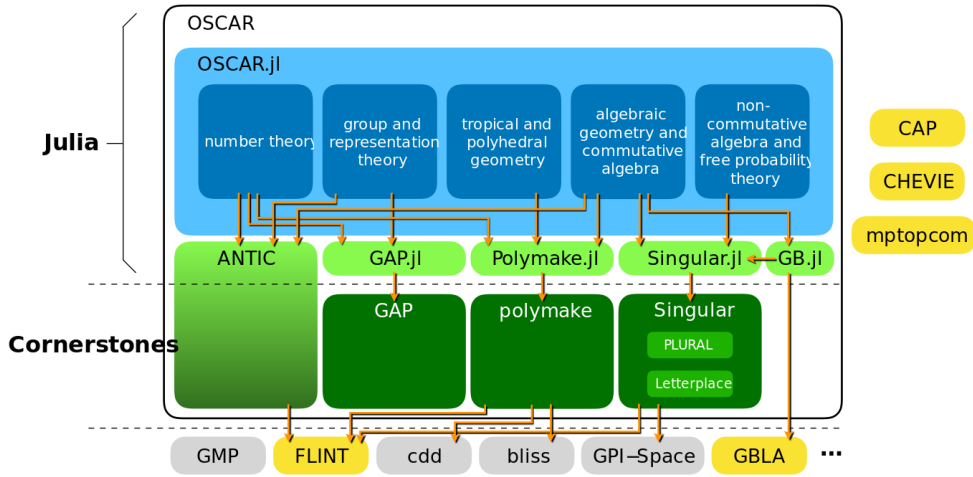 OSCAR
OSCAR.jl
number theory
group and
representation
theory
tropical and
polyhedral
geometry
algebraic
geometry and
commutative
algebra
non-
commutative
algebra and
free probability
theory
Julia
CAP
CHEVIE
mptopcom
ANTIC
GAP.jl
Polymake.jl
Singular.jl
GB.jl
Cornerstones
GAP
polymake
Singular
PLURAL
Letterplace
GMP
FLINT
cdd
bliss
GPI−Space
GBLA
...